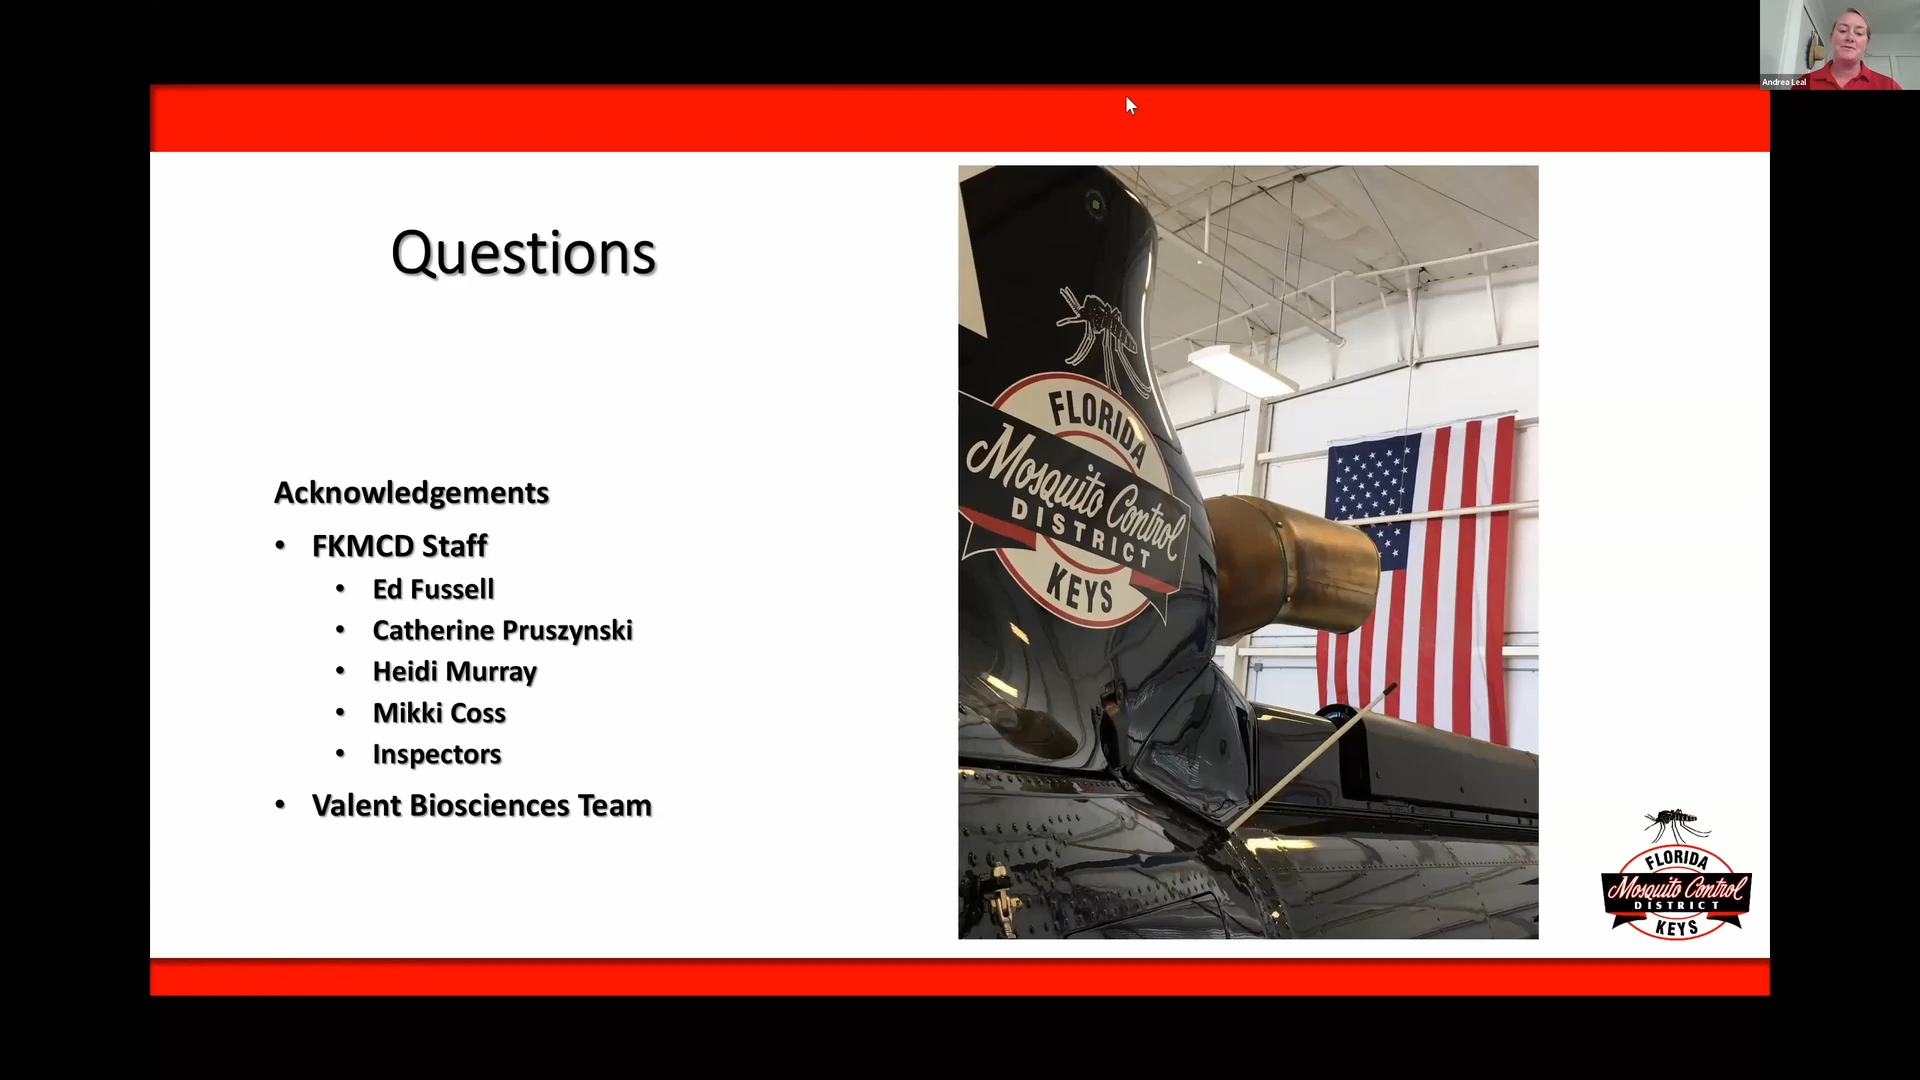 Andrea Leal
Questions
Acknowledgements
• FKMCD Staff
• Ed Fussell
• Catherine Pruszynski
• Heidi Murray
• Mikki Coss
• Inspectors
• Valent Biosciences Team
FLORIDA
Mosquito Control
DISTRICT
KEYS
FLORIDA
Mosquito Control
DISTRICT
KEYS